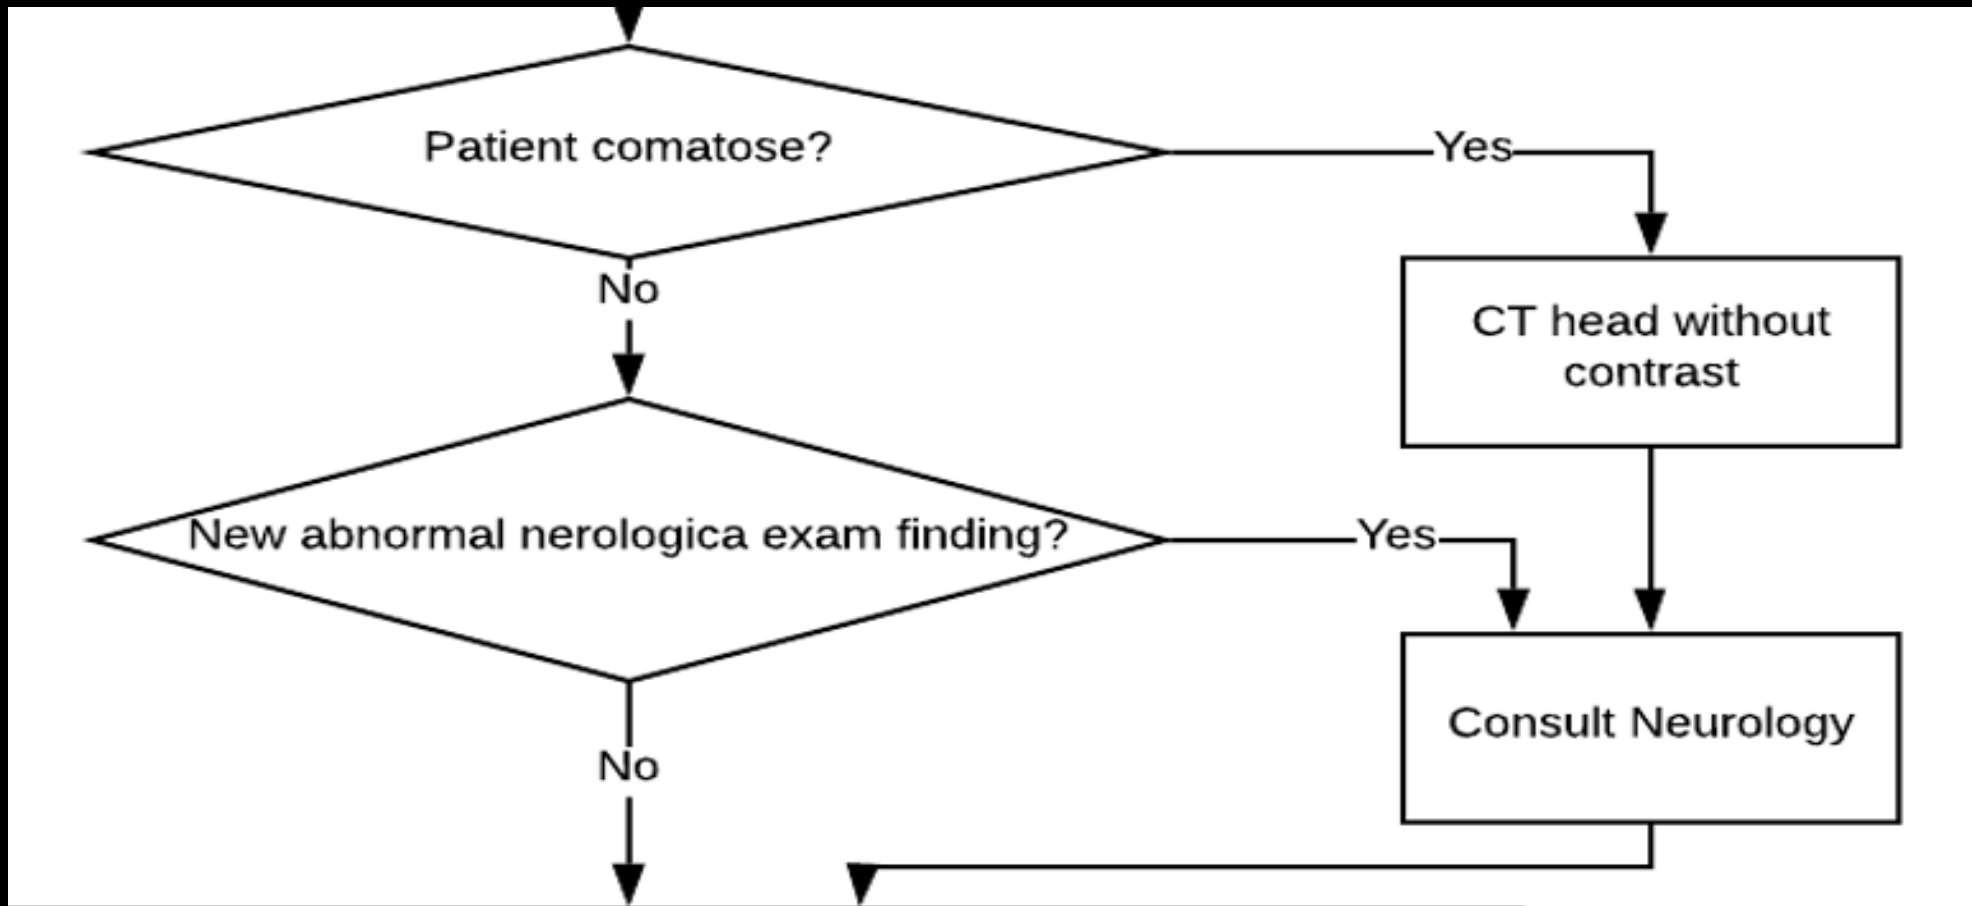 Patient comatose?
Yes
No
CT head without
contrast
New abnormal nerologica exam finding?
Yes
Consult Neurology
No